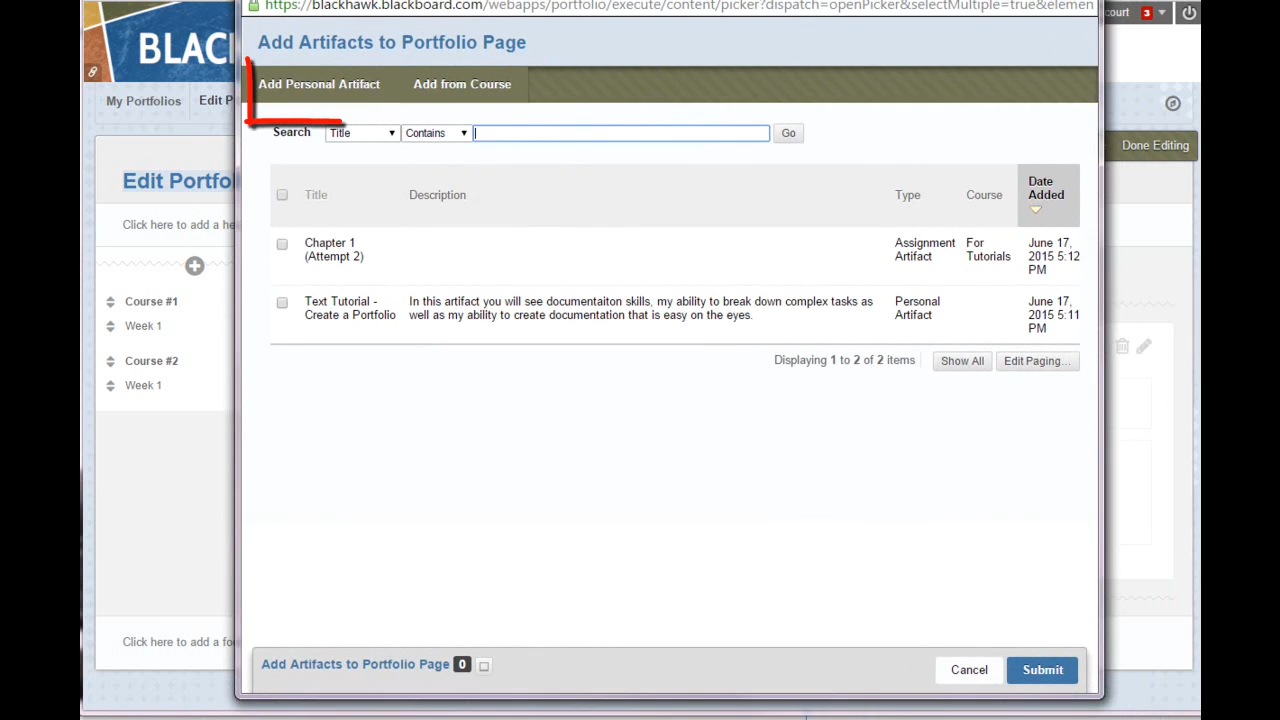 https://blackhawk.blackboard.com/webapps/portfolio/execute/content/picker?dispatch=openPicker&selectMultiple=true&elemen
court 3
BLAC
Add Artifacts to Portfolio Page
Add Personal Artifact Add from Course
My Portfolios Edit P
Search Title Contains Go
Done Editing
Edit Portfo
Title Description Type Course Date
Added
Click here to add a he
Chapter 1
(Attempt 2)
Assignment
Artifact
For
Tutorials
June 17,
2015 5:12
PM
Course #1
Week 1
Text Tutorial -
Create a Portfolio
In this artifact you will see documentaiton skills, my ability to break down complex tasks as
well as my ability to create documentation that is easy on the eyes.
Personal
Artifact
June 17,
2015 5:11
PM
Course #2
Week 1
Displaying 1 to 2 of 2 items Show All Edit Paging...
Click here to add a foo
Add Artifacts to Portfolio Page 0
Cancel Submit